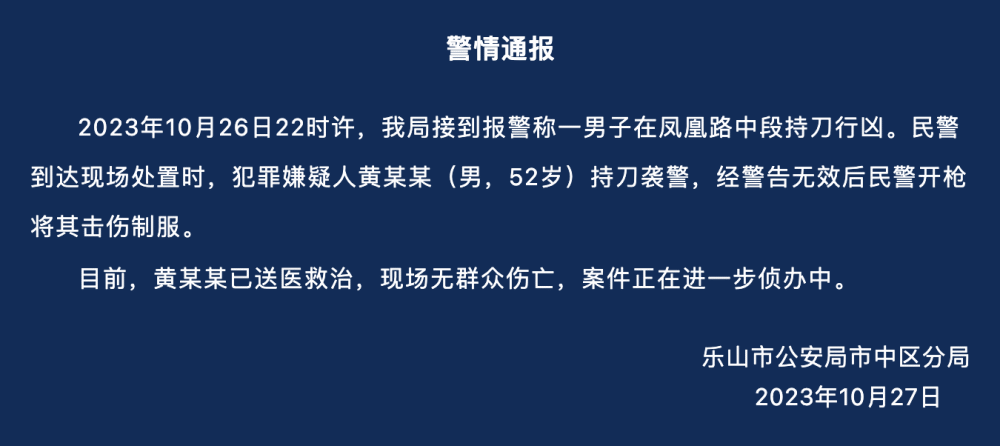 警情通报
2023年10月26日22时许，我局接到报警称一男子在凤凰路中段持刀行凶。民警
到达现场处置时，犯罪嫌疑人黄某某（男，52岁）持刀袭警，经警告无效后民警开枪
将其击伤制服。
目前，黄某某已送医救治，现场无群众伤亡，案件正在进一步侦办中。
乐山市公安局市中区分局
2023年10月27日